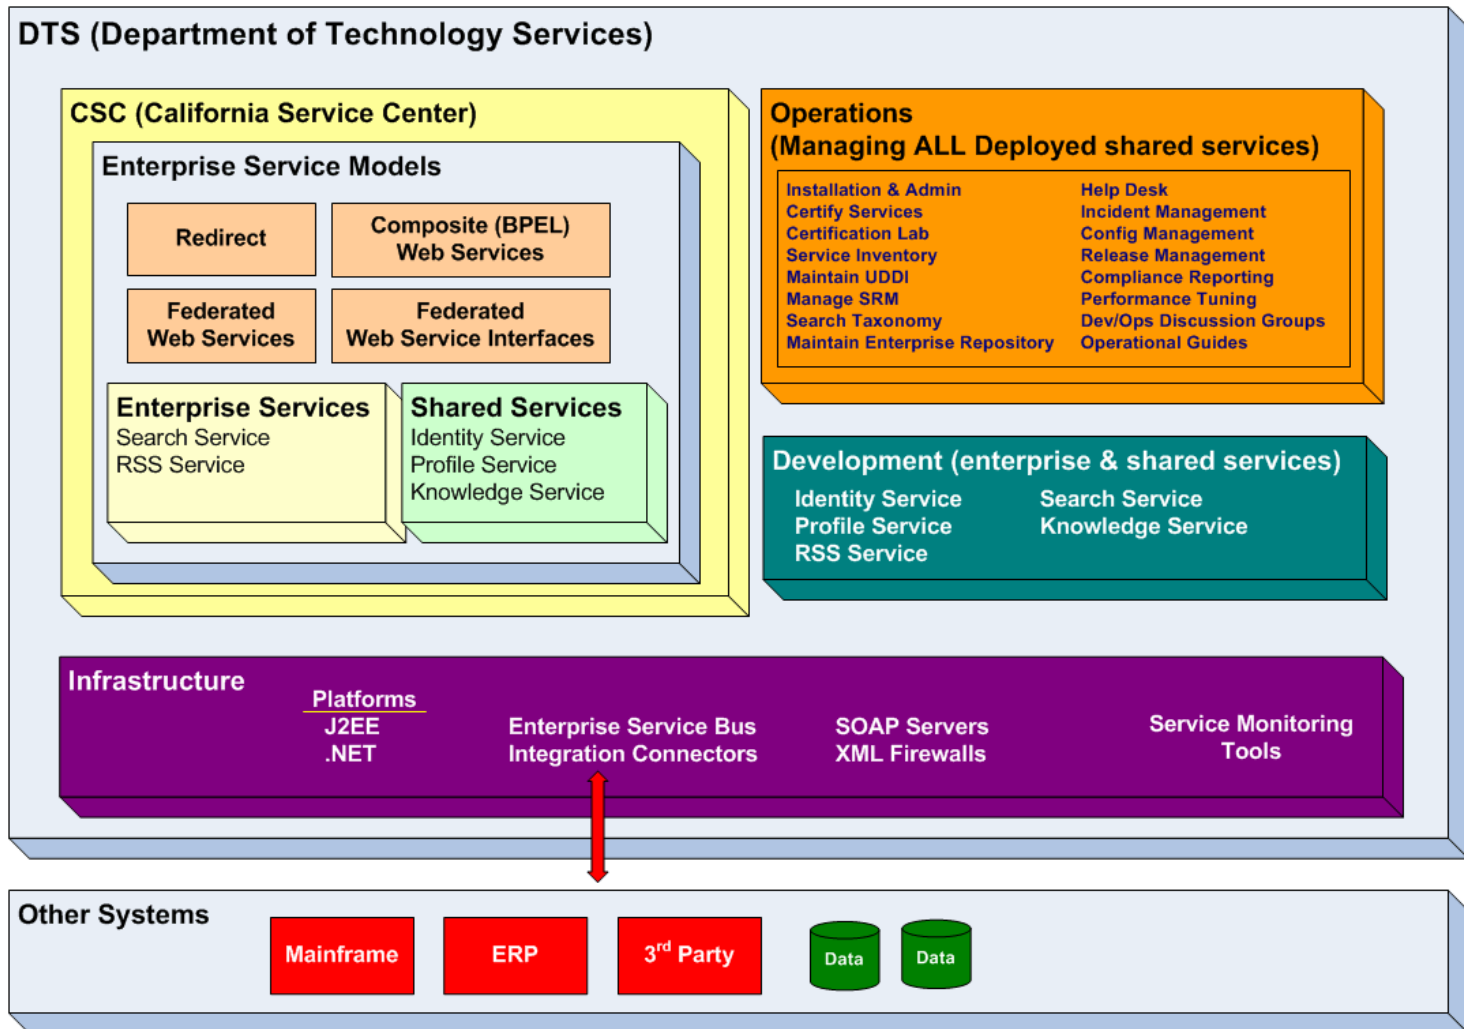 DTS (Department of Technology Services)
CSC (California Service Center)
Enterprise Service Models
Redirect
Composite (BPEL)
Web Services
Federated
Web Services
Federated
Web Service Interfaces
Enterprise Services
Search Service
RSS Service
Shared Services
Identity Service
Profile Service
Knowledge Service
Operations
(Managing ALL Deployed shared services)
Installation & Admin
Certify Services
Certification Lab
Service Inventory
Maintain UDDI
Manage SRM
Search Taxonomy
Maintain Enterprise Repository
Help Desk
Incident Management
Config Management
Release Management
Compliance Reporting
Performance Tuning
Dev/Ops Discussion Groups
Operational Guides
Development (enterprise & shared services)
Identity Service
Profile Service
RSS Service
Search Service
Knowledge Service
Infrastructure
Platforms
J2EE
.NET
Enterprise Service Bus
Integration Connectors
SOAP Servers
XML Firewalls
Service Monitoring
Tools
Other Systems
Mainframe
ERP
3rd Party
Data
Data